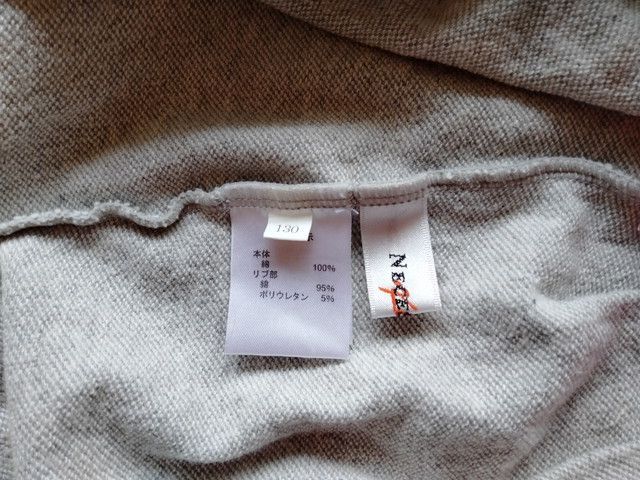 130
本体
綿 100%
リブ部
綿 95%
ポリウレタン 5%